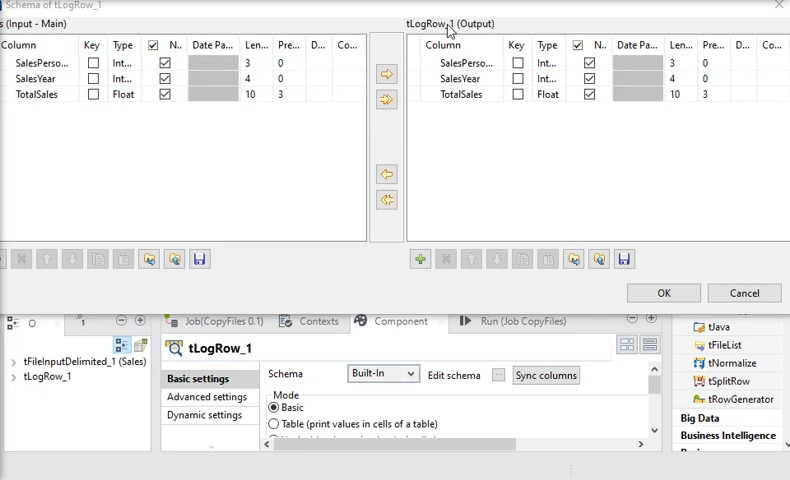 Schema of tLogRow_1
s (Input - Main)
tLogRow_1 (Output)
Column Key Type N.. Date Pa... Len... Pre... D... Co...
SalesPerso... Int... 3 0
SalesYear Int... 4 0
TotalSales Float 10 3
Column Key Type N.. Date Pa... Len... Pre... D... Co...
SalesPerso... Int... 3 0
SalesYear Int... 4 0
TotalSales Float 10 3
OK Cancel
O 1
Job(CopyFiles 0.1) Contexts Component Run (Job CopyFiles)
tFileInputDelimited_1 (Sales)
tLogRow_1
tLogRow_1
Basic settings
Advanced settings
Dynamic settings
Schema Built-In Edit schema ... Sync columns
Mode
Basic
Table (print values in cells of a table)
tJava
tFileList
tNormalize
tSplitRow
tRowGenerator
Big Data
Business Intelligence